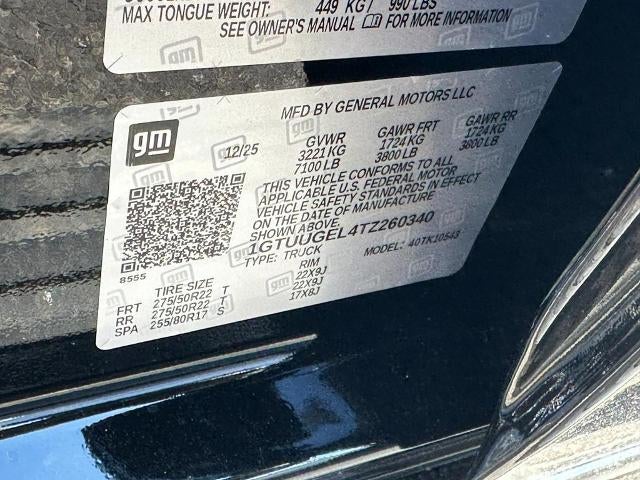 MAX TONGUE WEIGHT: 449 KG / 990 LBS
SEE OWNER'S MANUAL FOR MORE INFORMATION
MFD BY GENERAL MOTORS LLC
gm
12/25 GVWR GAWR FRT GAWR RR
3221 KG 1724 KG 1724 KG
7100 LB 3800 LB 3800 LB
THIS VEHICLE CONFORMS TO ALL
APPLICABLE U.S. FEDERAL MOTOR
VEHICLE SAFETY STANDARDS IN EFFECT
ON THE DATE OF MANUFACTURE
SHOWN ABOVE.
1GTUUGEL4TZ260340
TYPE: TRUCK MODEL: 40TK10543
8555
TIRE SIZE RIM
FRT 275/50R22 T 22X9J
RR 275/50R22 T 22X9J
SPA 255/80R17 S 17X8J